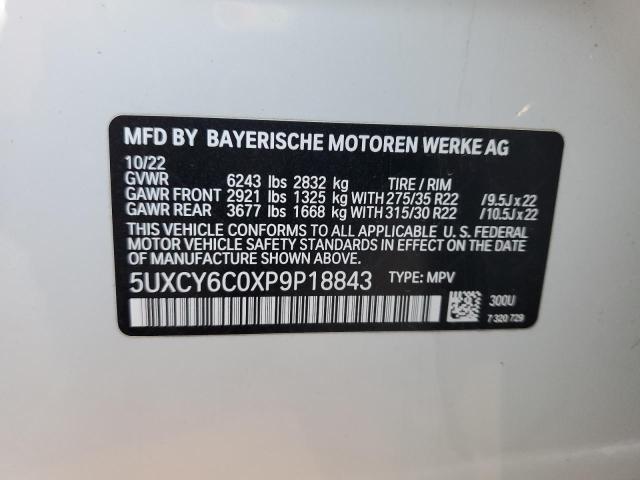 MFD BY BAYERISCHE MOTOREN WERKE AG
10/22
GVWR 6243 lbs 2832 kg TIRE / RIM
GAWR FRONT 2921 lbs 1325 kg WITH 275/35 R22 /9.5J x 22
GAWR REAR 3677 lbs 1668 kg WITH 315/30 R22 /10.5J x 22
THIS VEHICLE CONFORMS TO ALL APPLICABLE U. S. FEDERAL
MOTOR VEHICLE SAFETY STANDARDS IN EFFECT ON THE DATE
OF MANUFACTURE SHOWN ABOVE.
5UXCY6C0XP9P18843 TYPE: MPV
300U
7 320 729